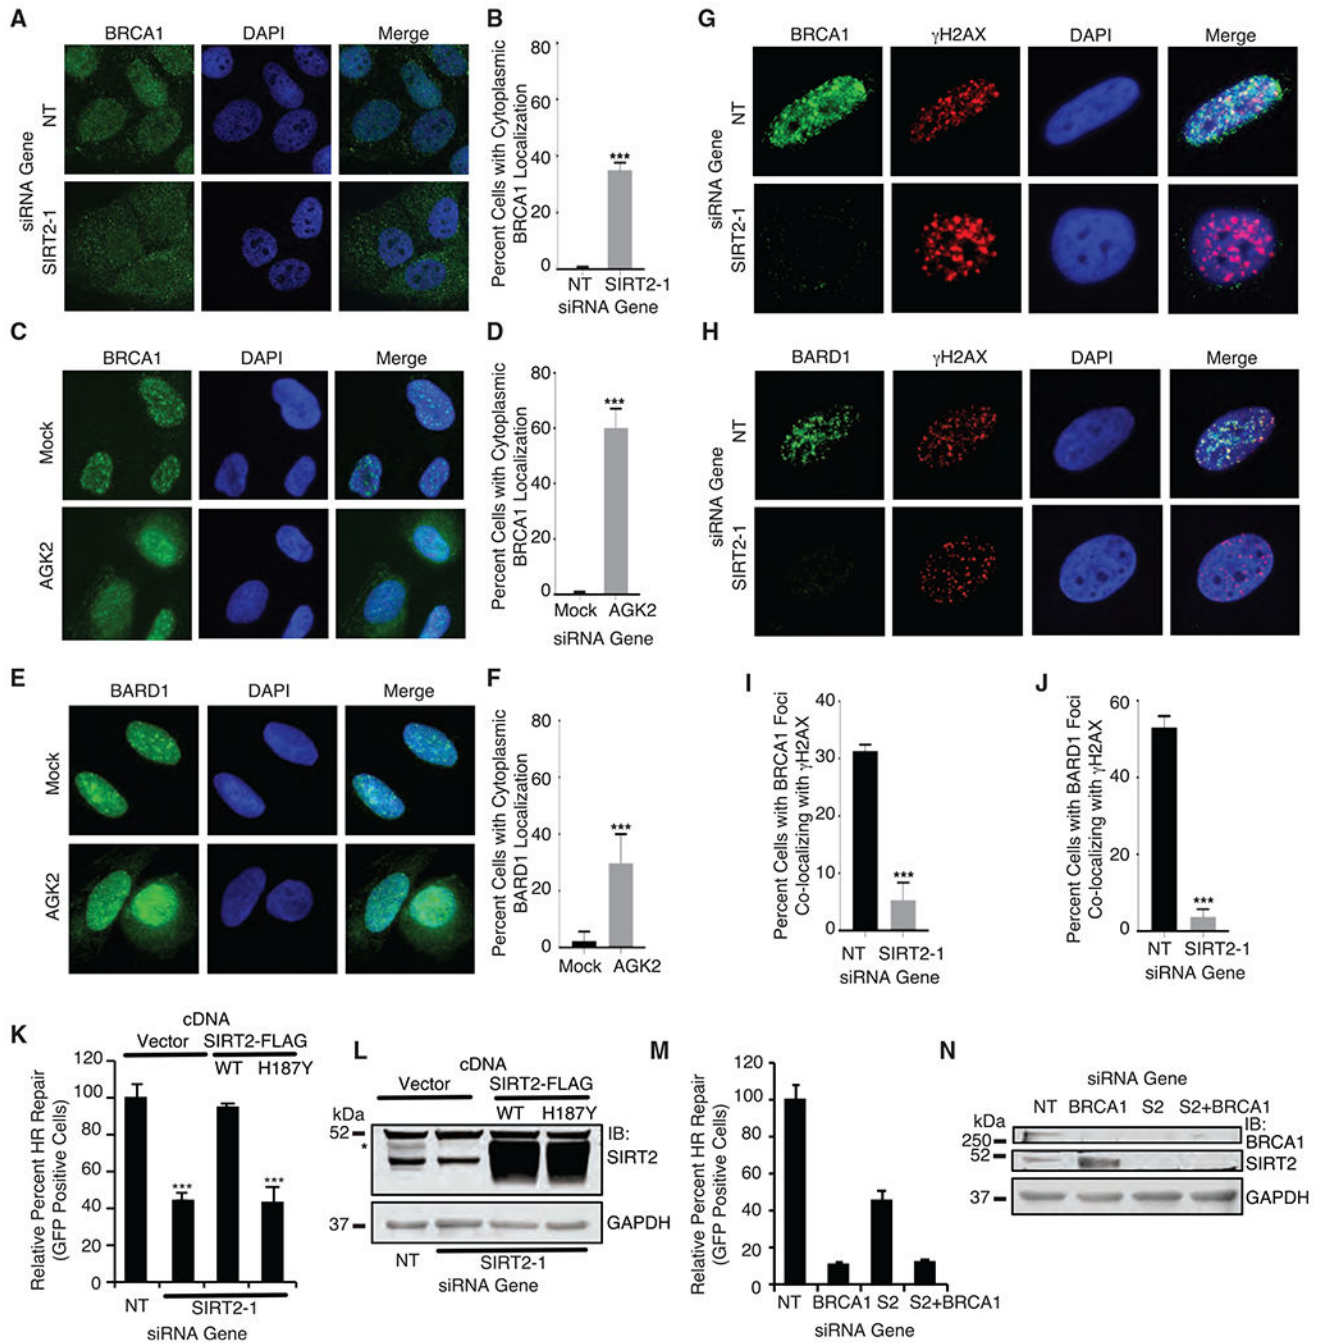 A
BRCA1 DAPI Merge
siRNA Gene
NT
SIRT2-1
B
Percent Cells with Cytoplasmic
BRCA1 Localization
80
60
40
20
0
***
NT SIRT2-1
siRNA Gene
C
BRCA1 DAPI Merge
Mock
AGK2
D
Percent Cells with Cytoplasmic
BRCA1 Localization
80
60
40
20
0
***
Mock AGK2
siRNA Gene
E
BARD1 DAPI Merge
Mock
AGK2
F
Percent Cells with Cytoplasmic
BARD1 Localization
80
60
40
20
0
***
Mock AGK2
G
BRCA1 γH2AX DAPI Merge
siRNA Gene
NT
SIRT2-1
H
BARD1 γH2AX DAPI Merge
siRNA Gene
NT
SIRT2-1
I
Percent Cells with BRCA1 Foci
Co-localizing with γH2AX
40
30
20
10
0
***
NT SIRT2-1
siRNA Gene
J
Percent Cells with BARD1 Foci
Co-localizing with γH2AX
60
40
20
0
***
NT SIRT2-1
siRNA Gene
K
cDNA
Vector SIRT2-FLAG
WT H187Y
Relative Percent HR Repair
(GFP Positive Cells)
120
100
80
60
40
20
0
*** ***
NT SIRT2-1
siRNA Gene
L
cDNA
Vector SIRT2-FLAG
kDa WT H187Y
52 IB:
* SIRT2
37 GAPDH
NT SIRT2-1
siRNA Gene
M
Relative Percent HR Repair
(GFP Positive Cells)
120
100
80
60
40
20
0
NT BRCA1 S2 S2+BRCA1
siRNA Gene
N
siRNA Gene
NT BRCA1 S2 S2+BRCA1
kDa IB:
250 BRCA1
52 SIRT2
37 GAPDH